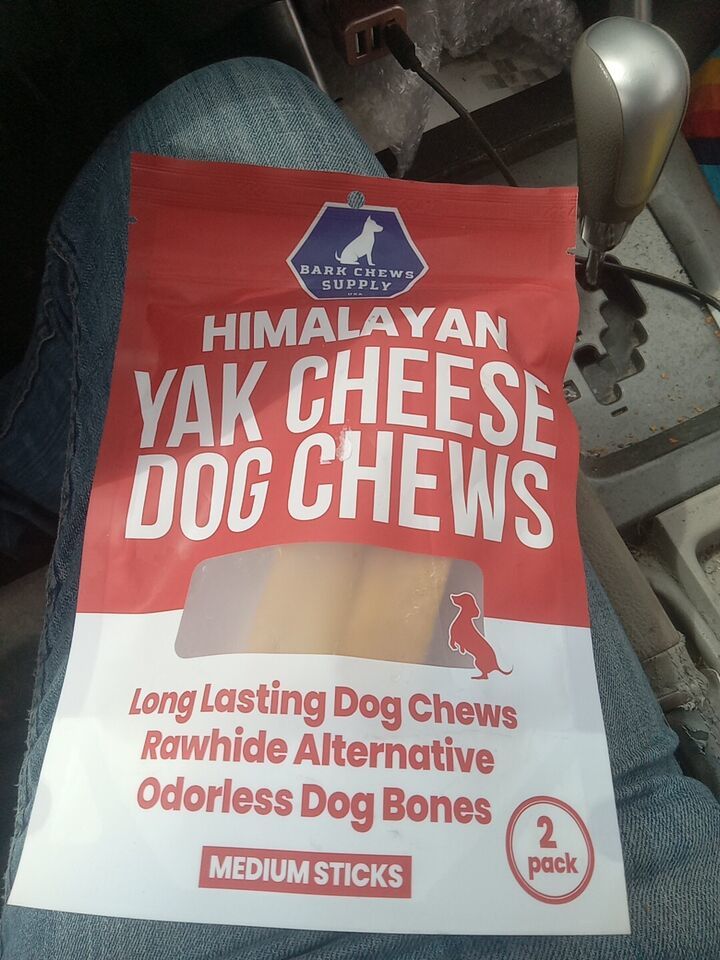 BARK CHEWS
SUPPLY
USA
HIMALAYAN
YAK CHEESE
DOG CHEWS
Long Lasting Dog Chews
Rawhide Alternative
Odorless Dog Bones
2
pack
MEDIUM STICKS